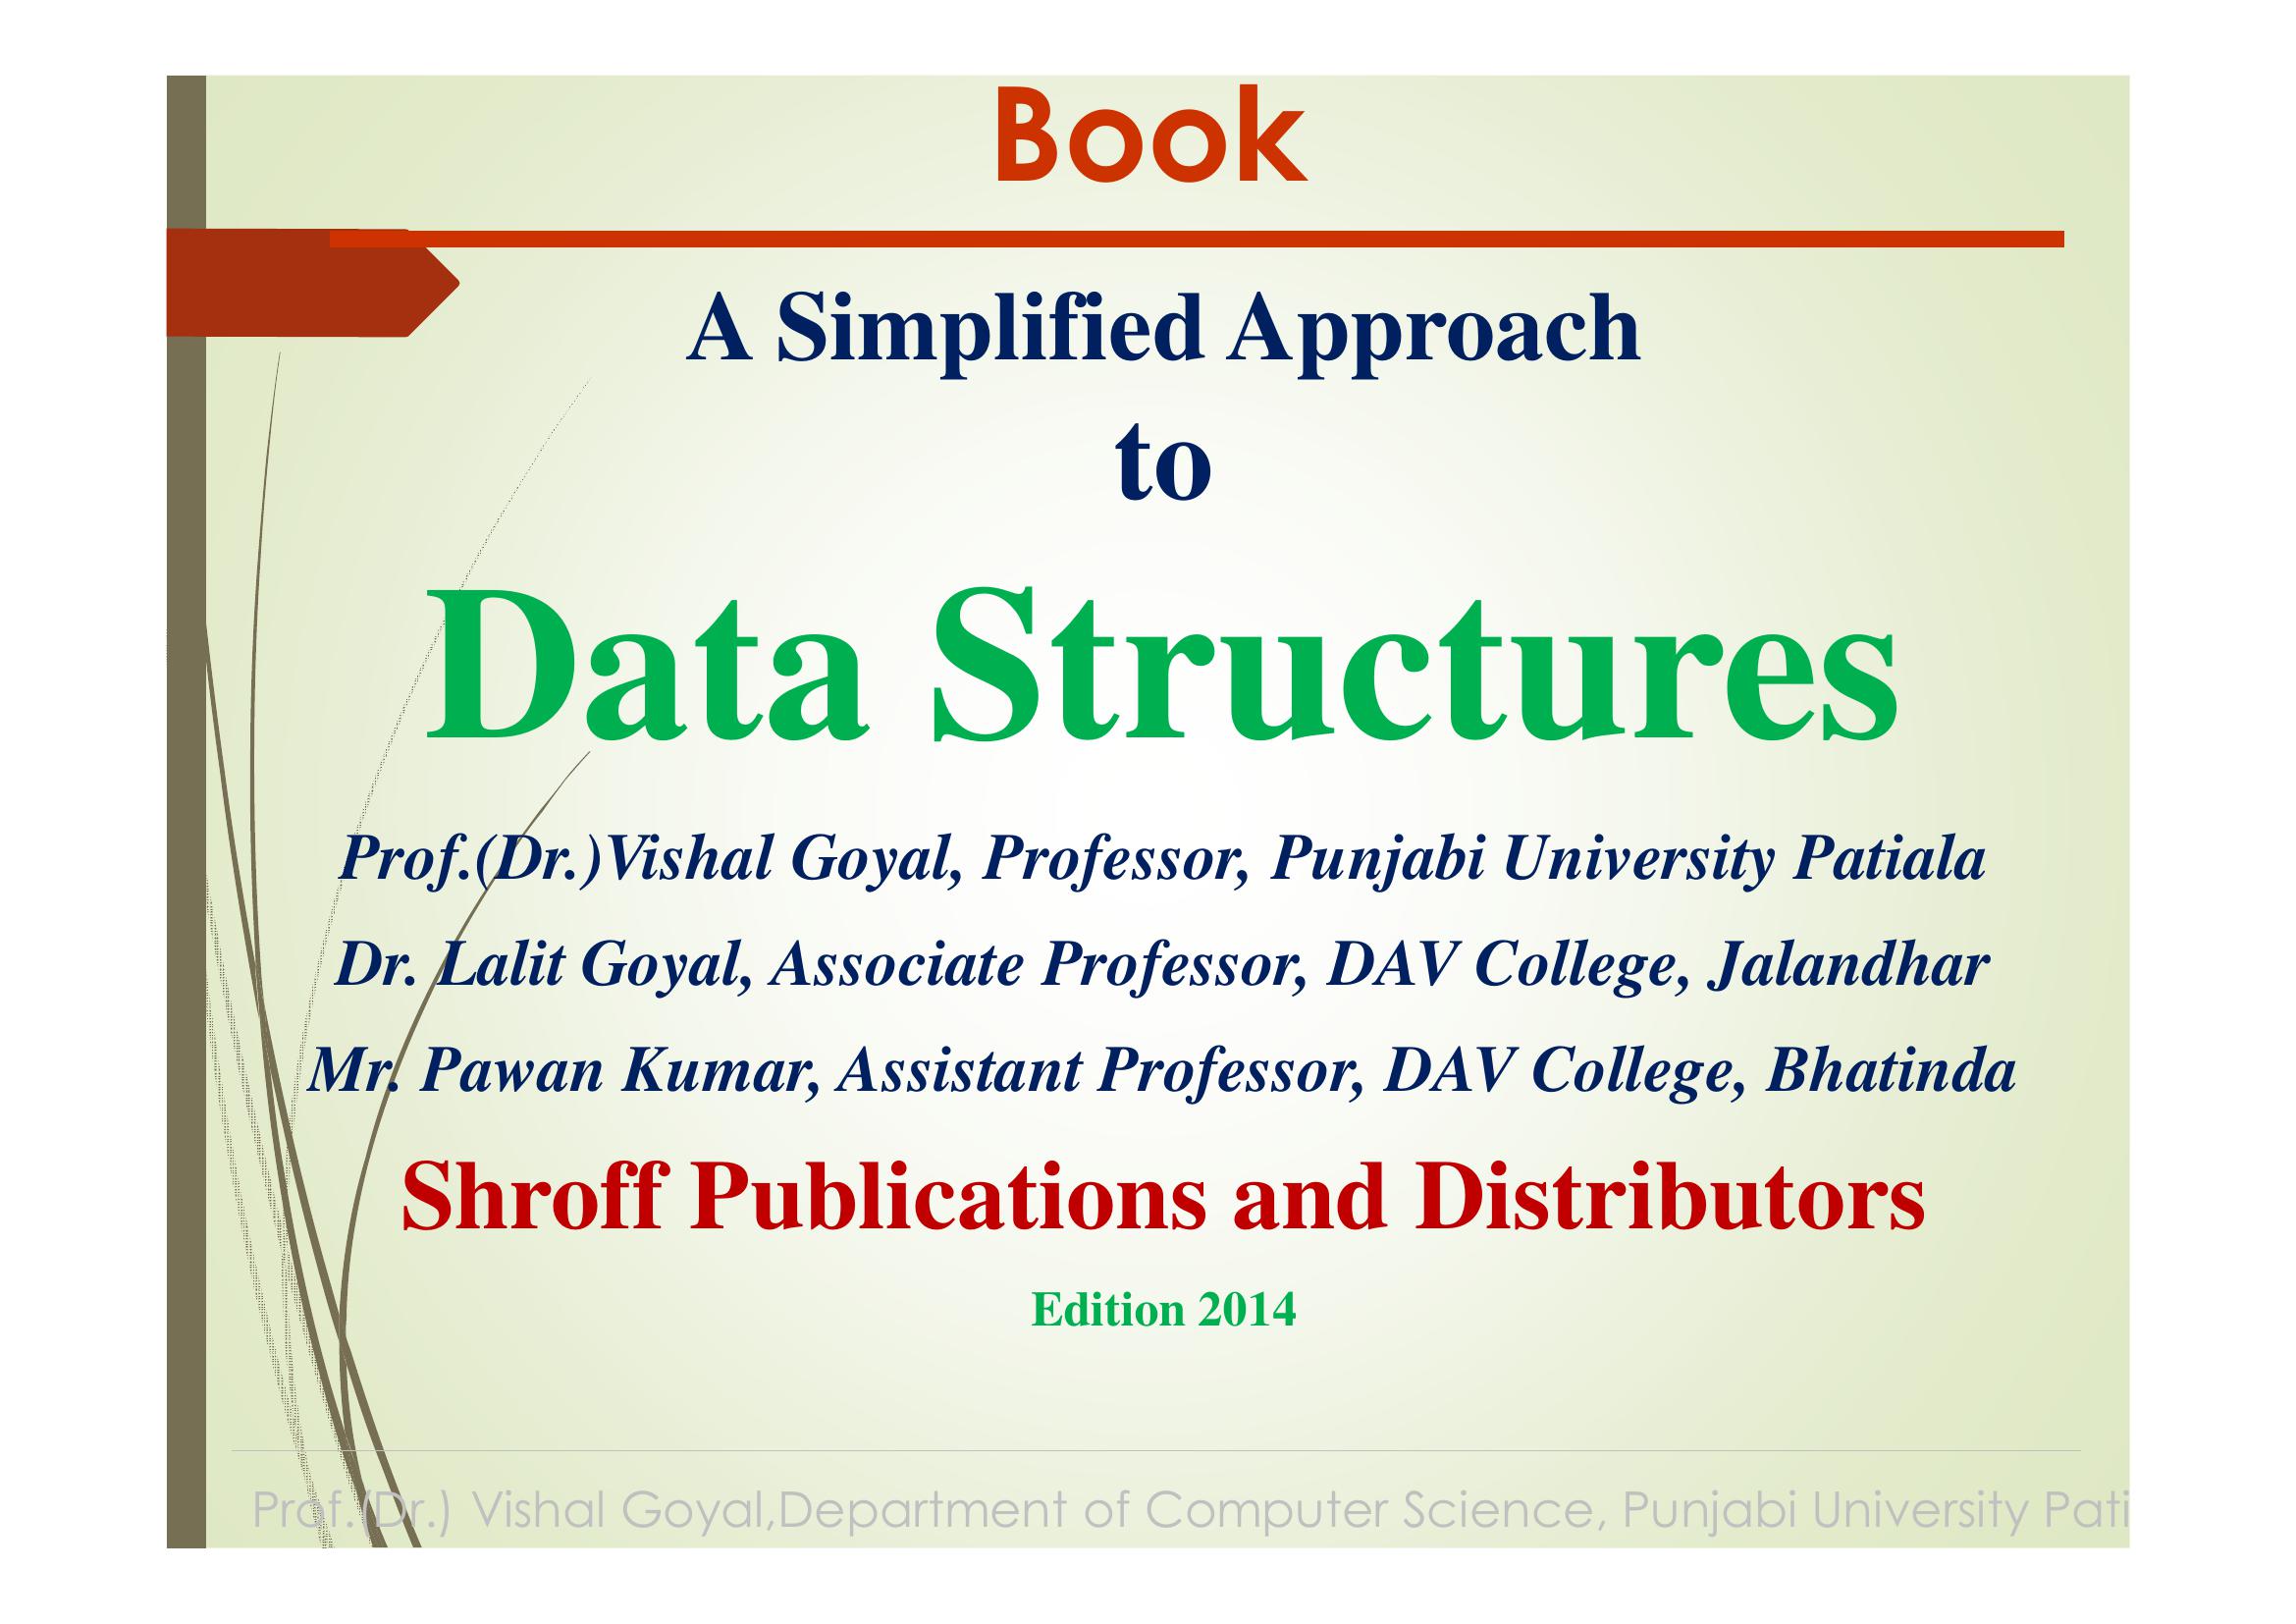 Book
A Simplified Approach
to
Data Structures
Prof.(Dr.)Vishal Goyal, Professor, Punjabi University Patiala
Dr. Lalit Goyal, Associate Professor, DAV College, Jalandhar
Mr. Pawan Kumar, Assistant Professor, DAV College, Bhatinda
Shroff Publications and Distributors
Edition 2014
Prof.(Dr.) Vishal Goyal,Department of Computer Science, Punjabi University Pati